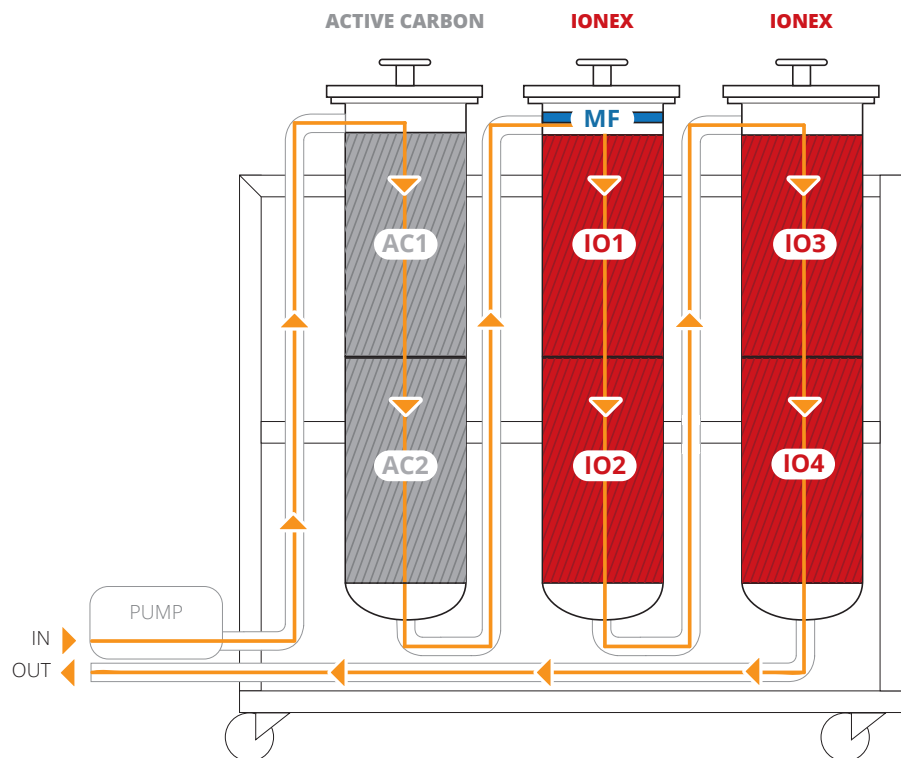 ACTIVE CARBON
IONEX
IONEX
MF
AC1
IO1
IO3
AC2
IO2
IO4
PUMP
IN
OUT